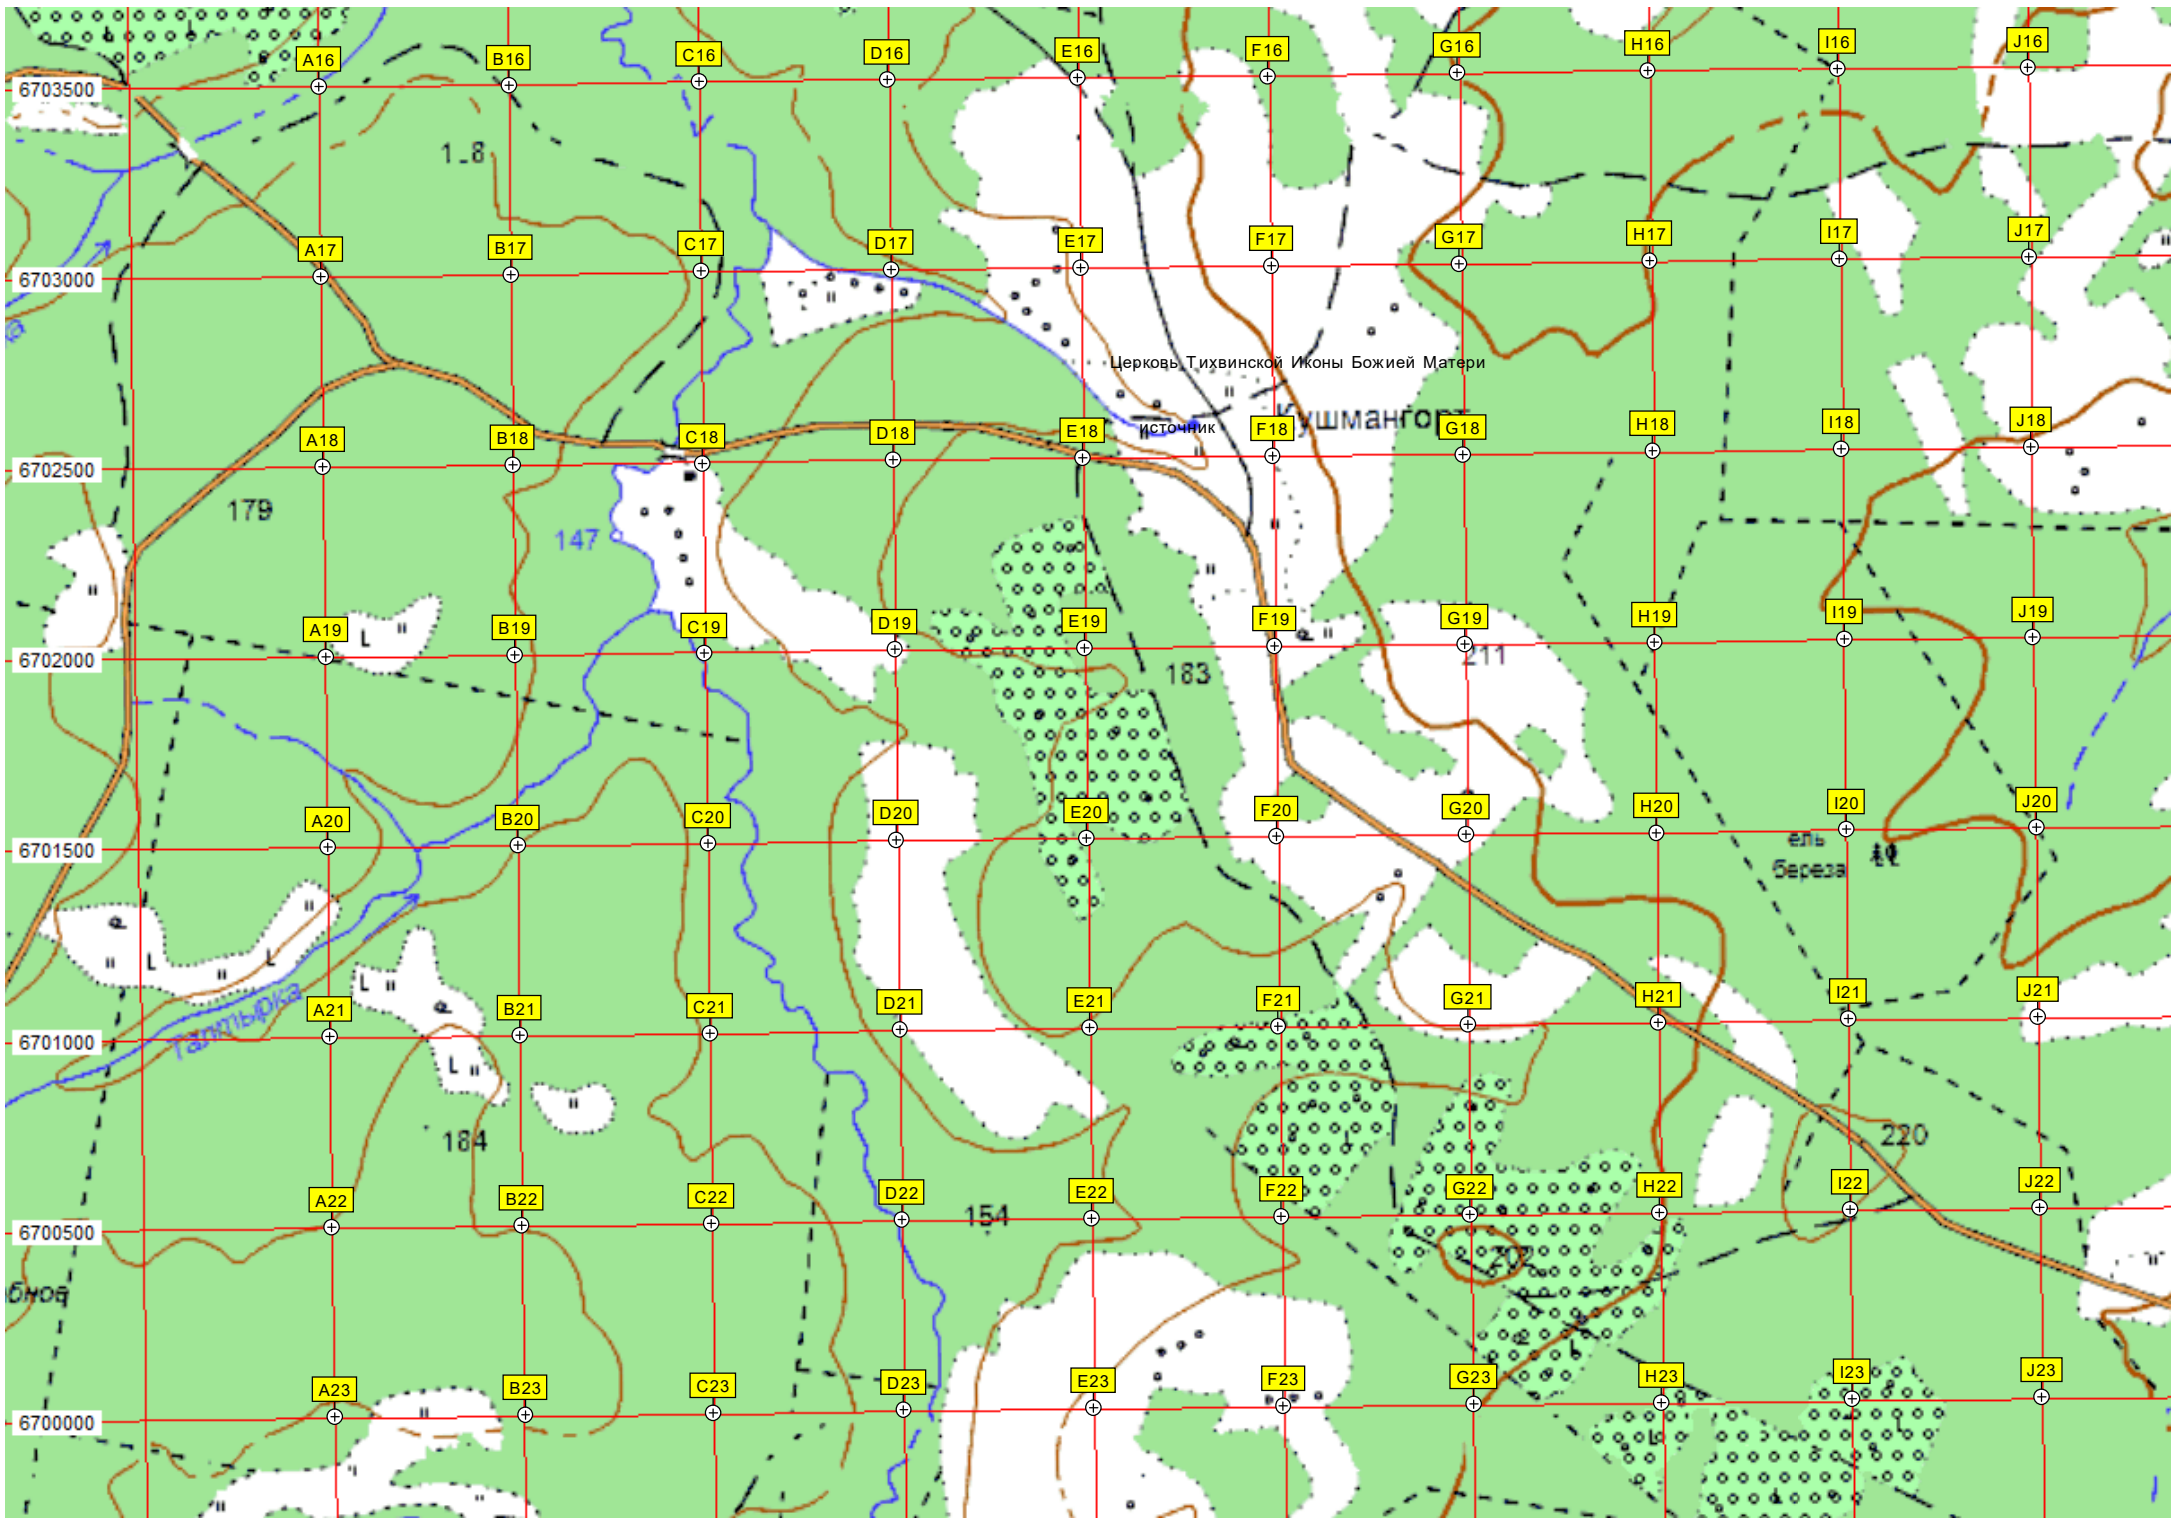 A16 B16 C16 D16 E16 F16 G16 H16 I16 J16
6703500
A17 B17 C17 D17 E17 F17 G17 H17 I17 J17
6703000
Церковь Тихвинской Иконы Божией Матери
Кушмангорт
источник
A18 B18 C18 D18 E18 F18 G18 H18 I18 J18
6702500
179
147
A19 B19 C19 D19 E19 F19 G19 H19 I19 J19
6702000
211
183
A20 B20 C20 D20 E20 F20 G20 H20 I20 J20
6701500
ель
береза
A21 B21 C21 D21 E21 F21 G21 H21 I21 J21
6701000
184
220
A22 B22 C22 D22 E22 F22 G22 H22 I22 J22
154
6700500
202
бнов
A23 B23 C23 D23 E23 F23 G23 H23 I23 J23
6700000